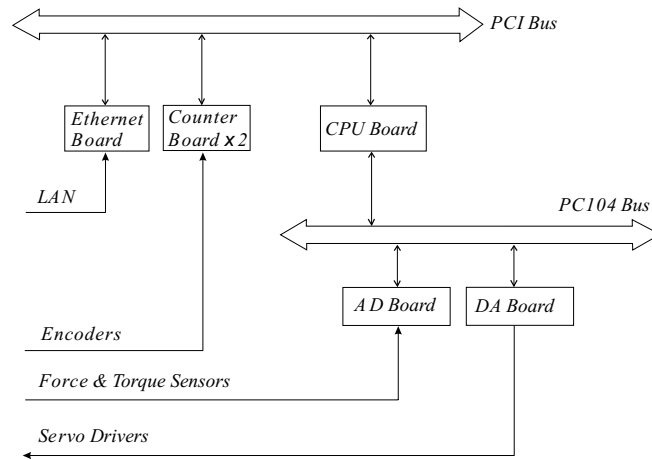 PCI Bus
Ethernet
Board
Counter
Board x 2
CPU Board
LAN
PC104 Bus
AD Board
DA Board
Encoders
Force & Torque Sensors
Servo Drivers